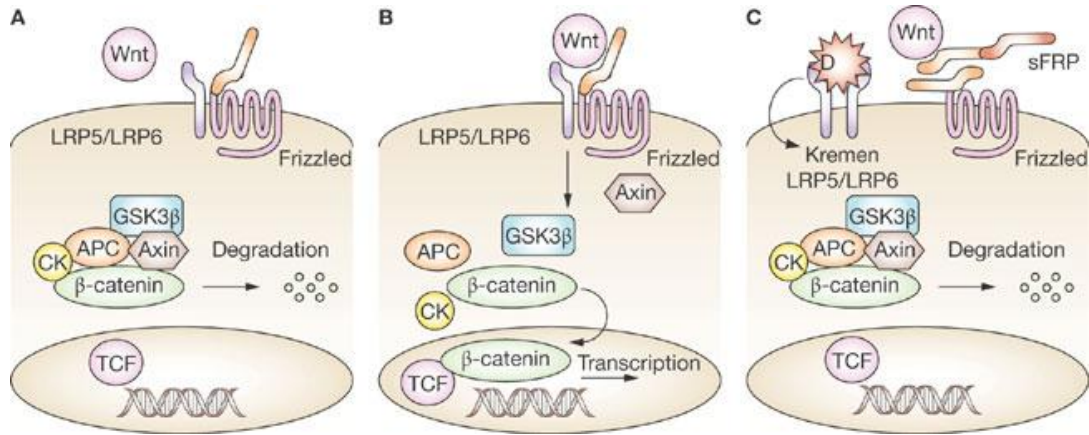 A
Wnt
LRP5/LRP6
Frizzled
GSK3β
APC
Axin
CK
β-catenin
Degradation
TCF
B
Wnt
LRP5/LRP6
Frizzled
Axin
GSK3β
APC
β-catenin
CK
β-catenin
TCF
Transcription
C
Wnt
D
sFRP
Kremen
LRP5/LRP6
Frizzled
GSK3β
APC
Axin
CK
β-catenin
Degradation
TCF